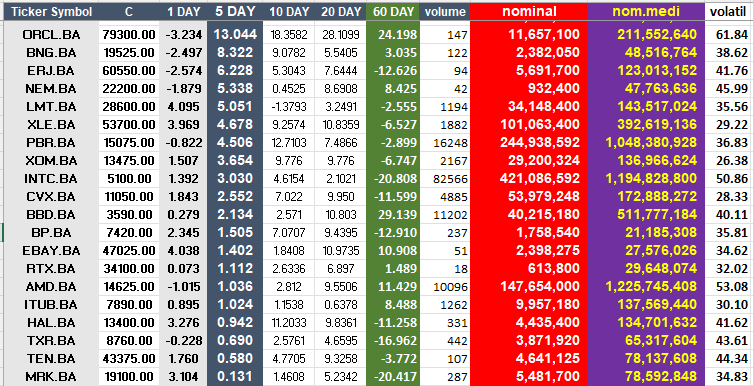 Ticker Symbol C 1 DAY 5 DAY 10 DAY 20 DAY 60 DAY volume nominal nom.medi volatil
ORCL.BA 79300.00 -3.234 13.044 18.3582 28.1099 24.198 147 11,657,100 211,552,640 61.84
BNG.BA 19525.00 -2.497 8.322 9.0782 5.5405 3.035 122 2,382,050 48,516,764 38.62
ERJ.BA 60550.00 -2.574 6.228 5.3043 7.6444 -12.626 94 5,691,700 123,013,152 41.76
NEM.BA 22200.00 -1.879 5.338 0.4525 8.6908 8.425 42 932,400 47,763,636 45.99
LMT.BA 28600.00 4.095 5.051 -1.3793 3.2491 -2.555 1194 34,148,400 143,517,024 35.56
XLE.BA 53700.00 3.969 4.678 9.2574 10.8359 -6.527 1882 101,063,400 392,619,136 29.22
PBR.BA 15075.00 -0.822 4.506 12.7103 7.4866 -2.899 16248 244,938,592 1,048,380,928 36.83
XOM.BA 13475.00 1.507 3.654 9.776 9.776 -6.747 2167 29,200,324 136,966,624 26.38
INTC.BA 5100.00 1.392 3.030 4.6154 2.1021 -20.808 82566 421,086,592 1,194,828,800 50.86
CVX.BA 11050.00 1.843 2.552 7.022 9.950 -11.599 4885 53,979,248 172,888,272 28.33
BBD.BA 3590.00 0.279 2.134 2.571 10.803 29.139 11202 40,215,180 511,777,184 40.11
BP.BA 7420.00 2.345 1.505 7.0707 9.4395 -12.910 237 1,758,540 21,185,308 35.81
EBAY.BA 47025.00 4.038 1.402 1.8408 10.9735 10.908 51 2,398,275 27,576,026 34.62
RTX.BA 34100.00 0.073 1.112 2.6336 6.897 1.489 18 613,800 29,648,074 32.02
AMD.BA 14625.00 -1.015 1.036 2.812 9.5506 11.429 10096 147,654,000 1,225,745,408 53.08
ITUB.BA 7890.00 0.895 1.024 1.1538 0.6378 8.488 1262 9,957,180 137,569,440 30.10
HAL.BA 13400.00 3.276 0.942 11.2033 9.8361 -11.258 331 4,435,400 134,701,632 41.62
TXR.BA 8760.00 -0.228 0.690 2.5761 4.6595 -16.962 442 3,871,920 65,317,604 43.61
TEN.BA 43375.00 1.760 0.580 4.7705 9.3258 -3.772 107 4,641,125 78,137,608 44.34
MRK.BA 19100.00 3.104 0.131 1.4608 5.2342 -20.417 287 5,481,700 78,592,848 34.83